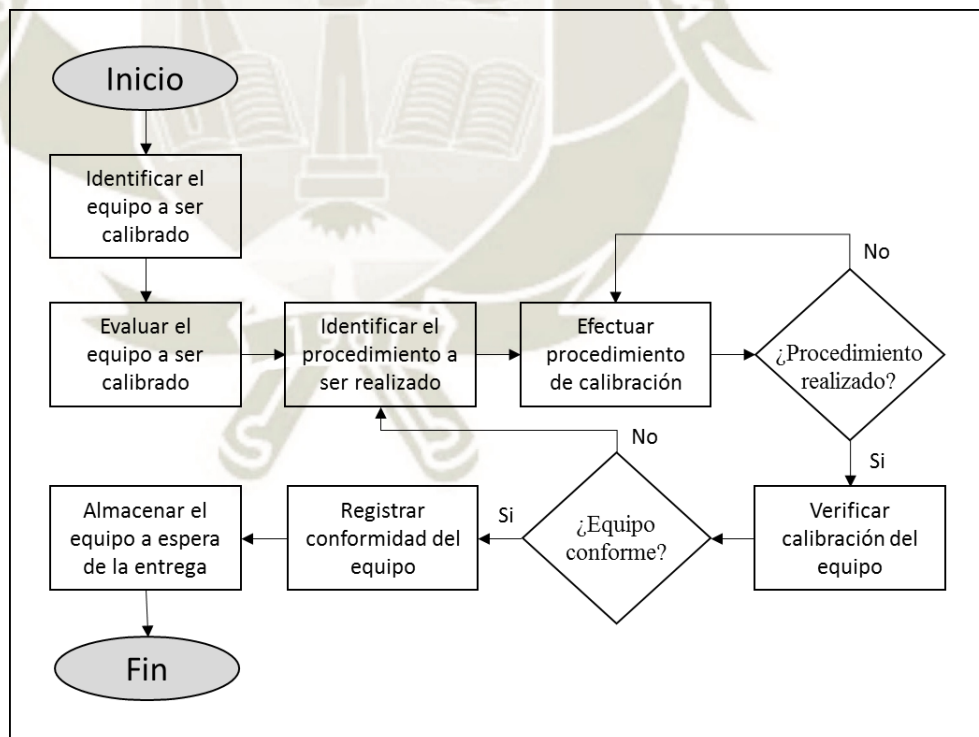 Inicio
Identificar el
equipo a ser
calibrado
Evaluar el
equipo a ser
calibrado
Identificar el
procedimiento a
ser realizado
Efectuar
procedimiento
de calibración
No
¿Procedimiento
realizado?
Si
Verificar
calibración del
equipo
No
¿Equipo
conforme?
Si
Registrar
conformidad del
equipo
Almacenar el
equipo a espera
de la entrega
Fin